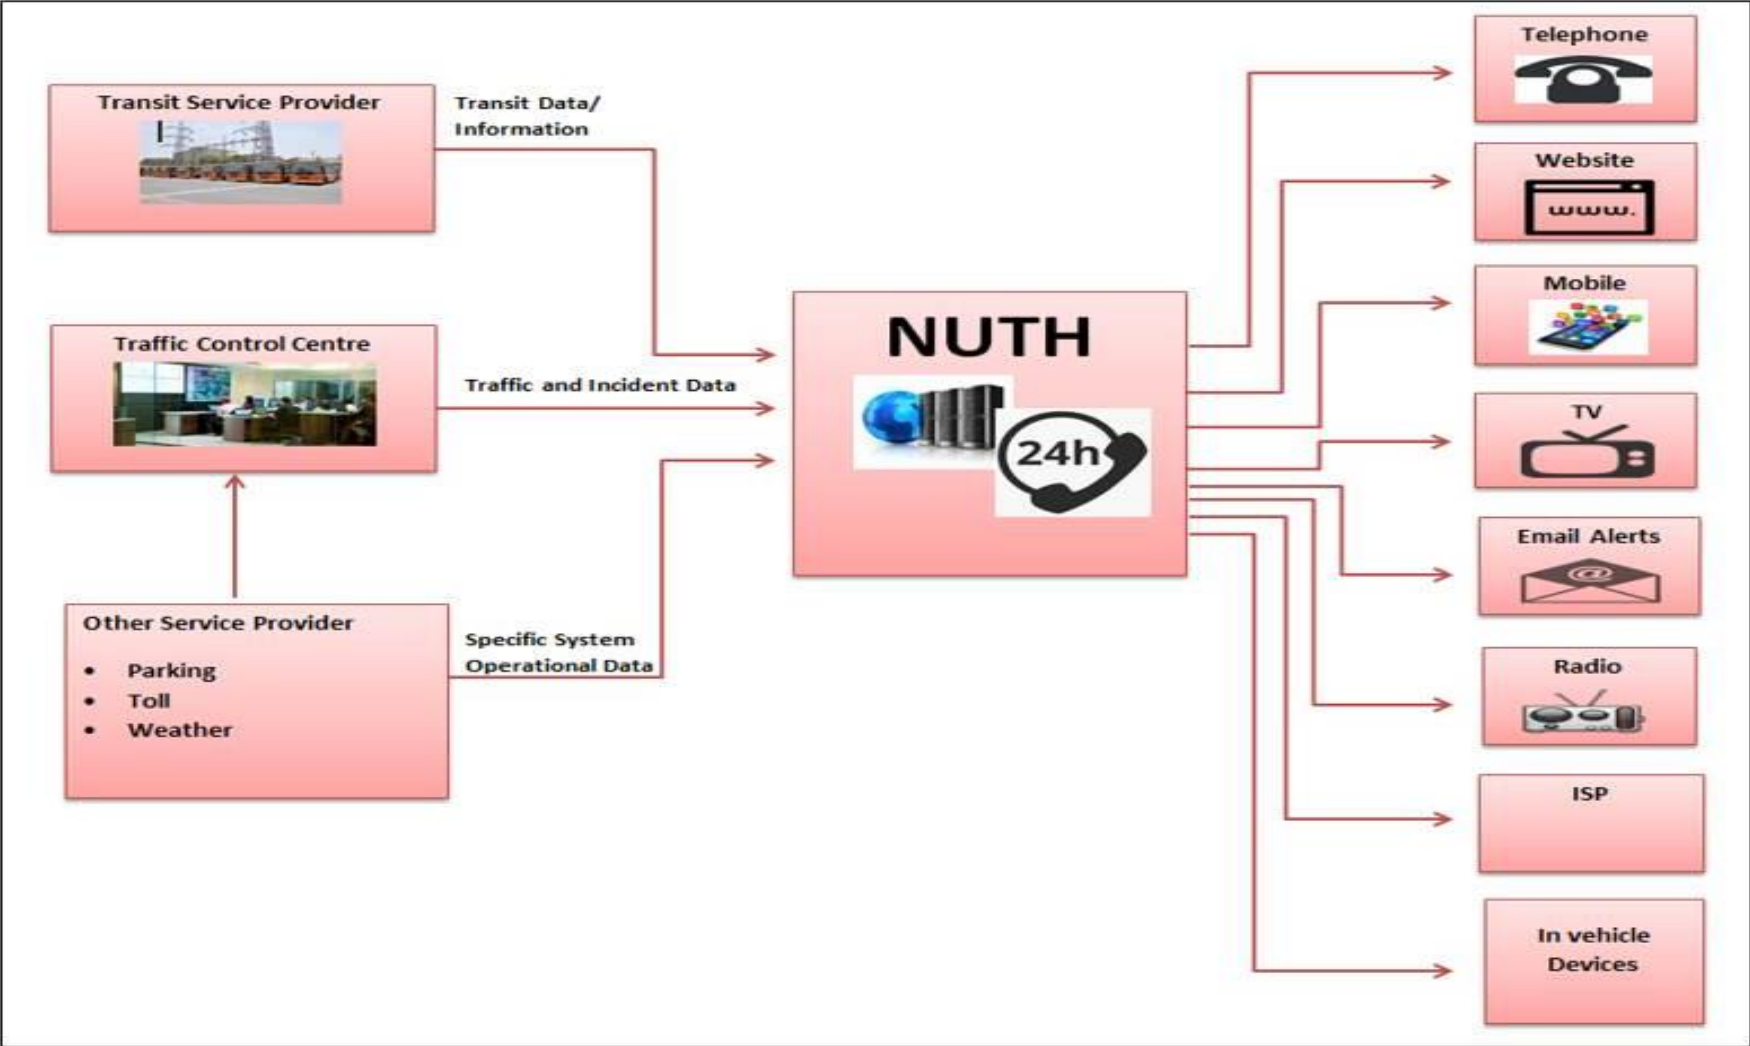 Transit Service Provider
Transit Data/
Information
Traffic Control Centre
Traffic and Incident Data
Other Service Provider
• Parking
• Toll
• Weather
Specific System
Operational Data
NUTH
24h
Telephone
Website
www.
Mobile
TV
Email Alerts
@
Radio
ISP
In vehicle
Devices